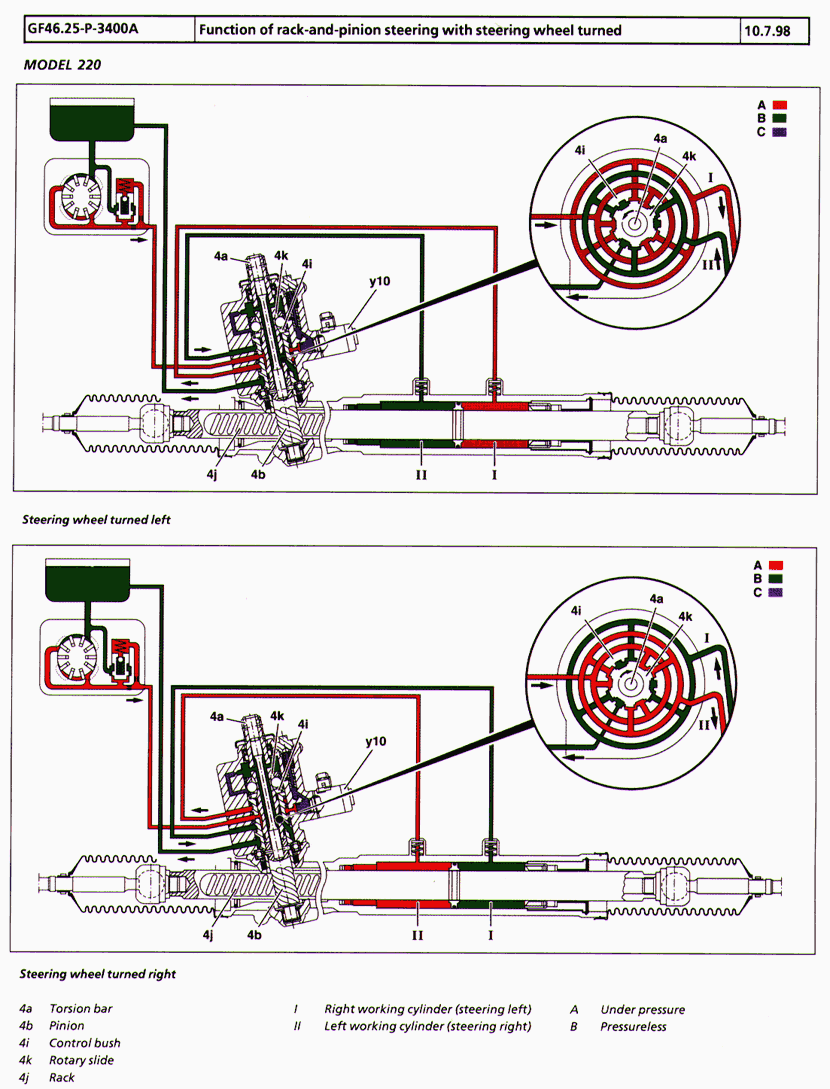 GF46.25-P-3400A Function of rack-and-pinion steering with steering wheel turned 10.7.98
MODEL 220
A
B
C
4a
4i
4k
I
II
4a
4k
4i
y10
4j
4b
II
I
Steering wheel turned left
A
B
C
4a
4i
4k
I
II
4a
4k
4i
y10
4j
4b
II
I
Steering wheel turned right
4a Torsion bar I Right working cylinder (steering left) A Under pressure
4b Pinion II Left working cylinder (steering right) B Pressureless
4i Control bush
4k Rotary slide
4j Rack